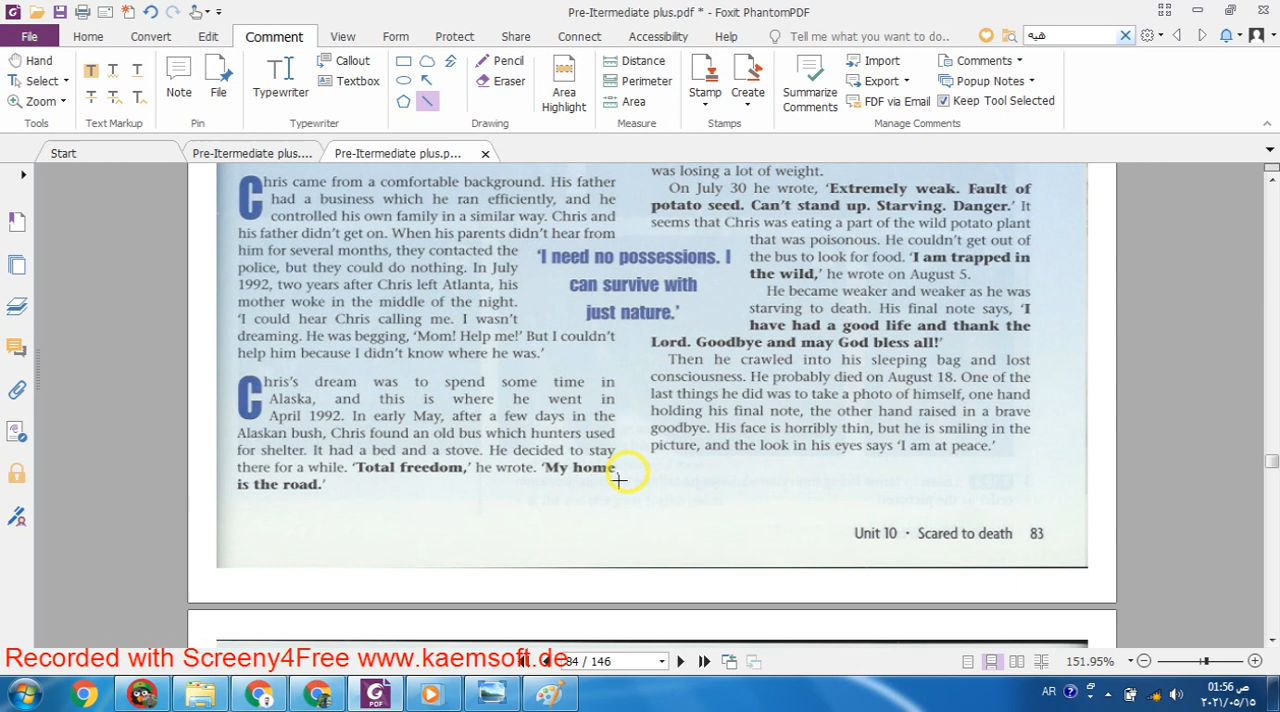 Pre-Itermediate plus.pdf * - Foxit PhantomPDF
File Home Convert Edit Comment View Form Protect Share Connect Accessibility Help Tell me what you want to do.. هيه
Hand
Select
Zoom
Tools
Text Markup
Note
File
Pin
Typewriter
Callout
Textbox
Typewriter
Pencil
Eraser
Drawing
Area
Highlight
Distance
Perimeter
Area
Measure
Stamp
Create
Stamps
Summarize
Comments
Import
Export
FDF via Email
Comments
Popup Notes
Keep Tool Selected
Manage Comments
Start
Pre-Itermediate plus....
Pre-Itermediate plus.p...
Chris came from a comfortable background. His father
had a business which he ran efficiently, and he
controlled his own family in a similar way. Chris and
his father didn't get on. When his parents didn't hear from
him for several months, they contacted the
police, but they could do nothing. In July
1992, two years after Chris left Atlanta, his
mother woke in the middle of the night.
'I could hear Chris calling me. I wasn't
dreaming. He was begging, 'Mom! Help me!' But I couldn't
help him because I didn't know where he was.'
Chris's dream was to spend some time in
Alaska, and this is where he went in
April 1992. In early May, after a few days in the
Alaskan bush, Chris found an old bus which hunters used
for shelter. It had a bed and a stove. He decided to stay
there for a while. 'Total freedom,' he wrote. 'My home
is the road.'
'I need no possessions. I
can survive with
just nature.'
was losing a lot of weight.
On July 30 he wrote, 'Extremely weak. Fault of
potato seed. Can't stand up. Starving. Danger.' It
seems that Chris was eating a part of the wild potato plant
that was poisonous. He couldn't get out of
the bus to look for food. 'I am trapped in
the wild,' he wrote on August 5.
He became weaker and weaker as he was
starving to death. His final note says, 'I
have had a good life and thank the
Lord. Goodbye and may God bless all!'
Then he crawled into his sleeping bag and lost
consciousness. He probably died on August 18. One of the
last things he did was to take a photo of himself, one hand
holding his final note, the other hand raised in a brave
goodbye. His face is horribly thin, but he is smiling in the
picture, and the look in his eyes says 'I am at peace.'
Unit 10 · Scared to death 83
Recorded with Screeny4Free www.kaemsoft.de
84 / 146
151.95%
AR
01:56 ص
٢٠٢١/٠٥/١٥